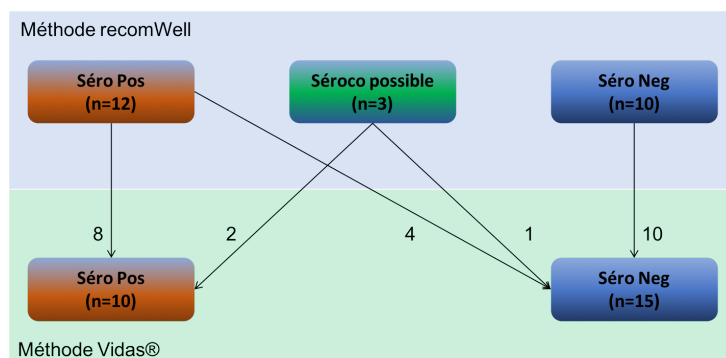 Méthode recomWell
Séro Pos
(n=12)
Séroco possible
(n=3)
Séro Neg
(n=10)
8
2
4
1
10
Séro Pos
(n=10)
Séro Neg
(n=15)
Méthode Vidas®